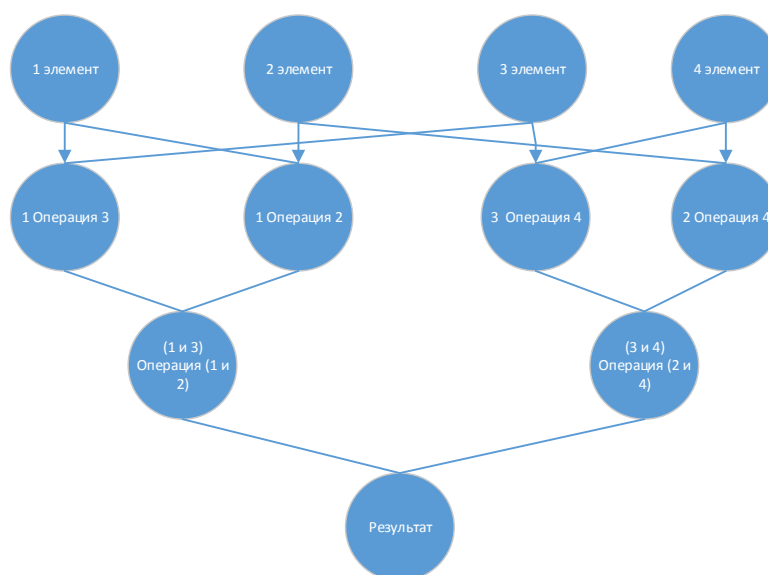 1 элемент
2 элемент
3 элемент
4 элемент
1 Операция 3
1 Операция 2
3 Операция 4
2 Операция 4
(1 и 3)
Операция (1 и
2)
(3 и 4)
Операция (2 и
4)
Результат